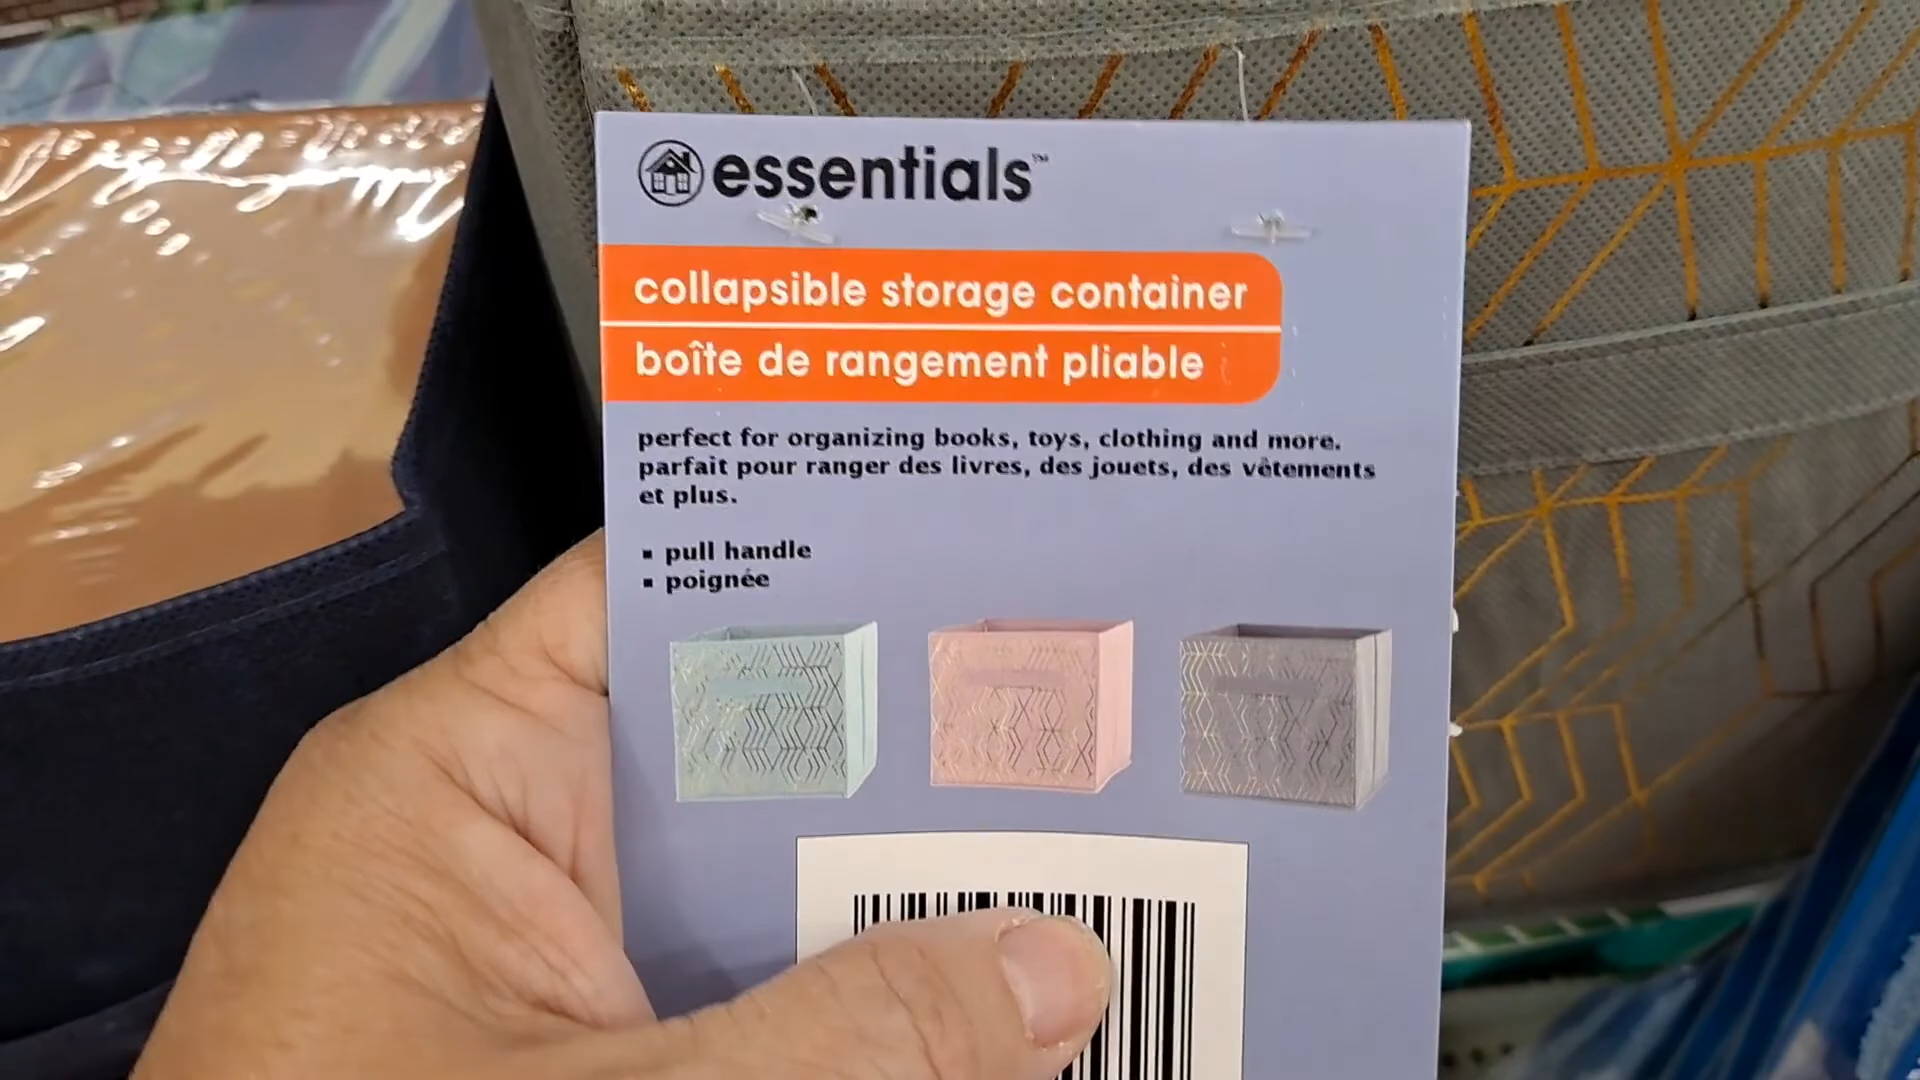 essentials™
collapsible storage container
boîte de rangement pliable
perfect for organizing books, toys, clothing and more.
parfait pour ranger des livres, des jouets, des vêtements
et plus.
▪ pull handle
▪ poignée